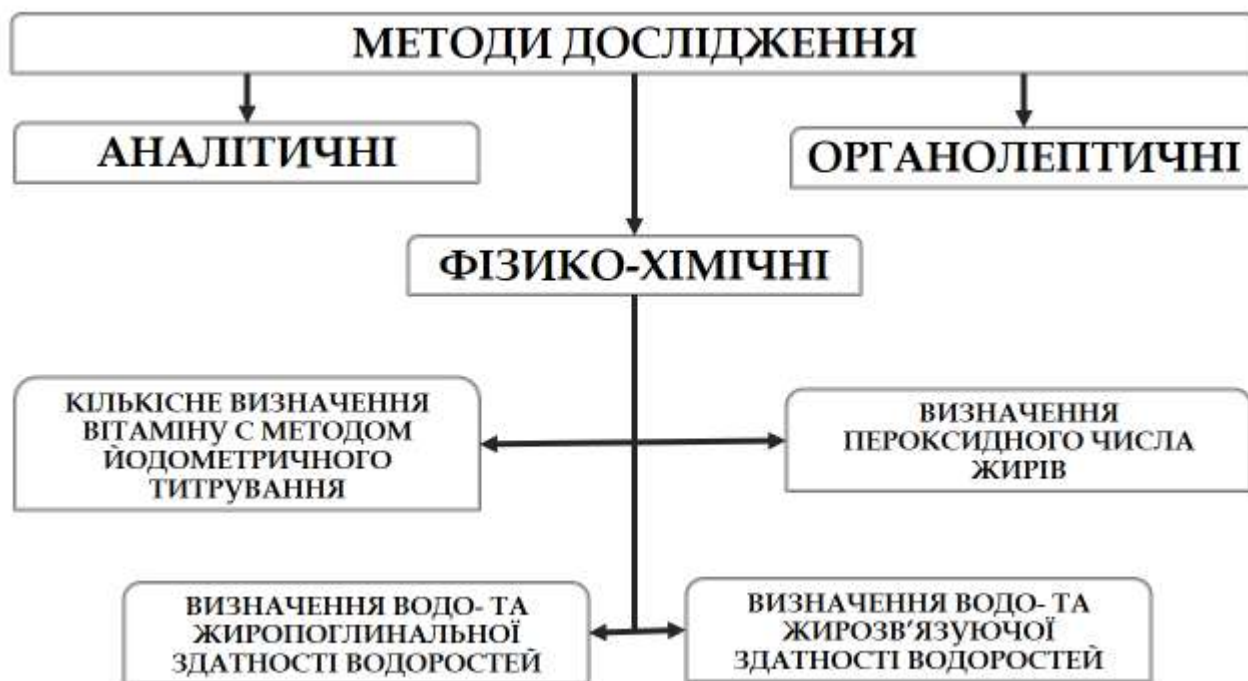 МЕТОДИ ДОСЛІДЖЕННЯ
АНАЛІТИЧНІ
ОРГАНОЛЕПТИЧНІ
ФІЗИКО-ХІМІЧНІ
КІЛЬКІСНЕ ВИЗНАЧЕННЯ
ВІТАМІНУ С МЕТОДОМ
ЙОДОМЕТРИЧНОГО
ТИТРУВАННЯ
ВИЗНАЧЕННЯ
ПЕРОКСИДНОГО ЧИСЛА
ЖИРІВ
ВИЗНАЧЕННЯ ВОДО- ТА
ЖИРОПОГЛИНАЛЬНОЇ
ЗДАТНОСТІ ВОДОРОСТЕЙ
ВИЗНАЧЕННЯ ВОДО- ТА
ЖИРОЗВ’ЯЗУЮЧОЇ
ЗДАТНОСТІ ВОДОРОСТЕЙ